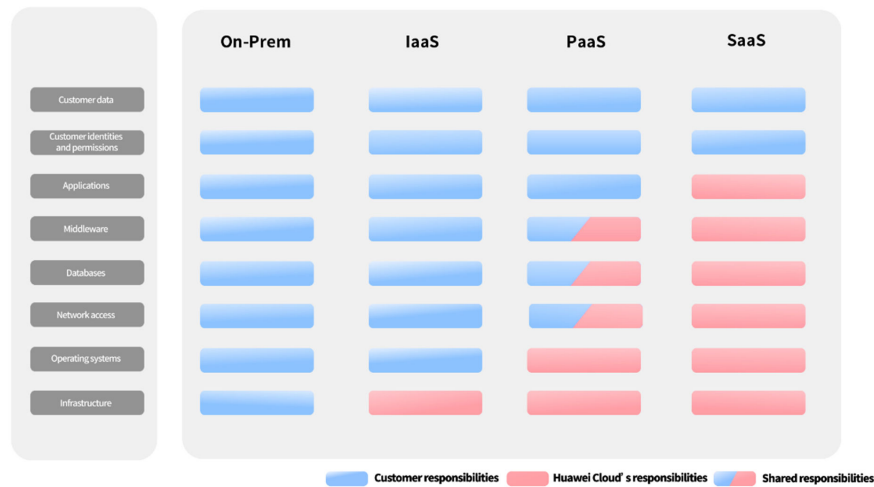 On-Prem IaaS PaaS SaaS
Customer data
Customer identities
and permissions
Applications
Middleware
Databases
Network access
Operating systems
Infrastructure
Customer responsibilities Huawei Cloud's responsibilities Shared responsibilities